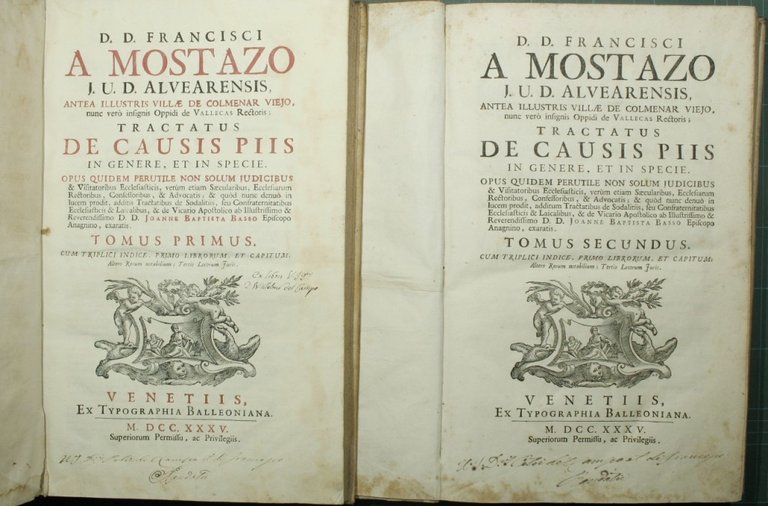 D. D. FRANCISCI
A MOSTAZO
J. U. D. ALVEARENSIS,
ANTEA ILLUSTRIS VILLÆ DE COLMENAR VIEJO,
nunc verò insignis Oppidi de VALLECAS Rectoris;
TRACTATUS
DE CAUSIS PIIS
IN GENERE, ET IN SPECIE.
OPUS QUIDEM PERUTILE NON SOLUM JUDICIBUS
& Visitatoribus Ecclesiasticis, verùm etiam Sæcularibus, Ecclesiarum
Rectoribus, Confessoribus, & Advocatis; & quòd nunc denuò in
lucem prodit, additis Tractatibus de Sodalitiis, seu Confraternitatibus
Ecclesiasticis & Laicalibus, & de Vicario Apostolico ab Illustrissimo &
Reverendissimo D. D. JOANNE BAPTISTA BASSO Episcopo
Anagnino, exaratis.
TOMUS PRIMUS,
CUM TRIPLICI INDICE. PRIMO LIBRORUM, ET CAPITUM;
Altero Rerum notabilium; Tertio Locorum Juris.
Ex libris
VENETIIS,
EX TYPOGRAPHIA BALLEONIANA.
M. DCC. XXXV.
Superiorum Permissu, ac Privilegiis.
D. D. FRANCISCI
A MOSTAZO
J. U. D. ALVEARENSIS,
ANTEA ILLUSTRIS VILLÆ DE COLMENAR VIEJO,
nunc verò insignis Oppidi de VALLECAS Rectoris;
TRACTATUS
DE CAUSIS PIIS
IN GENERE, ET IN SPECIE.
OPUS QUIDEM PERUTILE NON SOLUM JUDICIBUS
& Visitatoribus Ecclesiasticis, verùm etiam Sæcularibus, Ecclesiarum
Rectoribus, Confessoribus, & Advocatis; & quòd nunc denuò in
lucem prodit, additum Tractatibus de Sodalitiis, seu Confraternitatibus
Ecclesiasticis & Laicalibus, & de Vicario Apostolico ab Illustrissimo &
Reverendissimo D. D. JOANNE BAPTISTA BASSO Episcopo
Anagnino, exaratis.
TOMUS SECUNDUS,
CUM TRIPLICI INDICE, PRIMO LIBRORUM, ET CAPITUM;
Altero Rerum notabilium; Tertio Locorum Juris.
VENETIIS,
EX TYPOGRAPHIA BALLEONIANA.
M. DCC. XXXV.
Superiorum Permissu, ac Privilegiis.